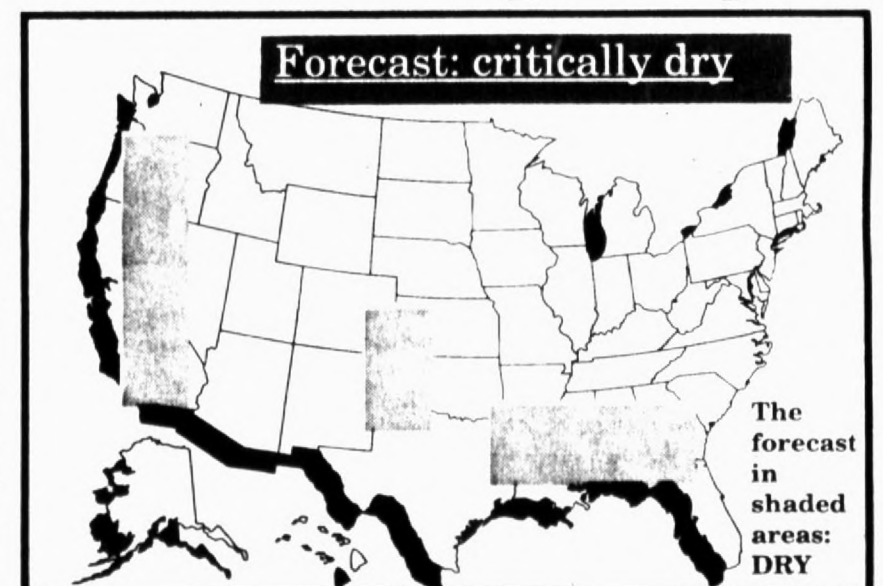 Forecast: critically dry
The
forecast
in
shaded
areas:
DRY